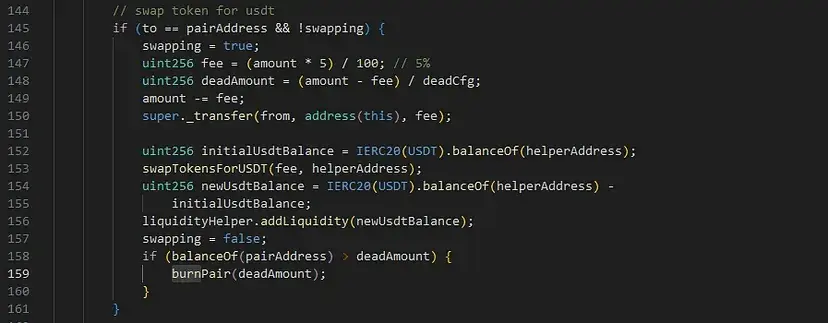 144 // swap token for usdt
145 if (to == pairAddress && !swapping) {
146 swapping = true;
147 uint256 fee = (amount * 5) / 100; // 5%
148 uint256 deadAmount = (amount - fee) / deadCfg;
149 amount -= fee;
150 super._transfer(from, address(this), fee);
151
152 uint256 initialUsdtBalance = IERC20(USDT).balanceOf(helperAddress);
153 swapTokensForUSDT(fee, helperAddress);
154 uint256 newUsdtBalance = IERC20(USDT).balanceOf(helperAddress) -
155 initialUsdtBalance;
156 liquidityHelper.addLiquidity(newUsdtBalance);
157 swapping = false;
158 if (balanceOf(pairAddress) > deadAmount) {
159 burnPair(deadAmount);
160 }
161 }